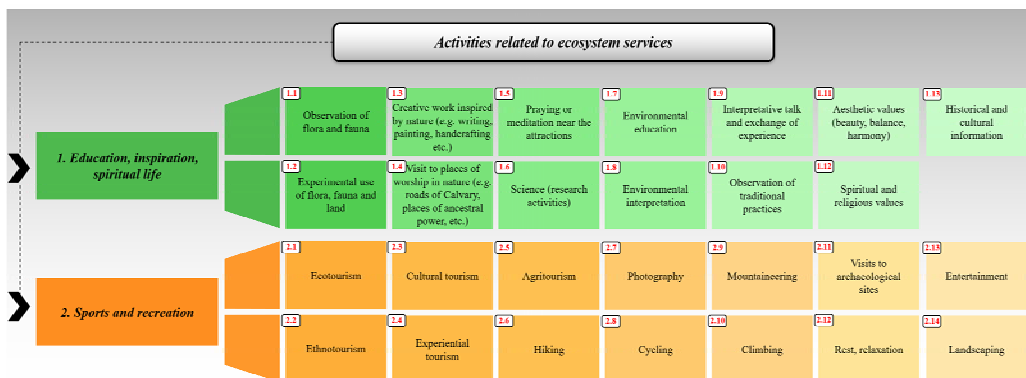 Activities related to ecosystem services
1. Education, inspiration,
spiritual life
1.1
Observation of
flora and fauna
1.3
Creative work inspired
by nature (e.g. writing,
painting, handcrafting
etc.)
1.5
Praying or
meditation near the
attractions
1.7
Environmental
education
1.9
Interpretative talk
and exchange of
experience
1.11
Aesthetic values
(beauty, balance,
harmony)
1.13
Historical and
cultural
information
1.2
Experimental use
of flora, fauna and
land
1.4
Visit to places of
worship in nature (e.g.
roads of Calvary,
places of ancestral
power, etc.)
1.6
Science (research
activities)
1.8
Environmental
interpretation
1.10
Observation of
traditional
practices
1.12
Spiritual and
religious values
2. Sports and recreation
2.1
Ecotourism
2.3
Cultural tourism
2.5
Agritourism
2.7
Photography
2.9
Mountaineering
2.11
Visits to
archaeological
sites
2.13
Entertainment
2.2
Ethnotourism
2.4
Experiential
tourism
2.6
Hiking
2.8
Cycling
2.10
Climbing
2.12
Rest, relaxation
2.14
Landscaping